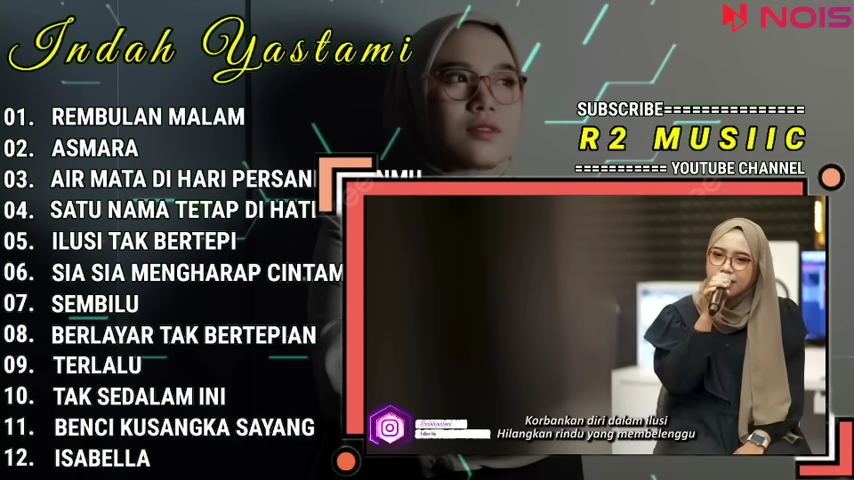 Indah Yastami
NOIS
01. REMBULAN MALAM
02. ASMARA
03. AIR MATA DI HARI
04. SATU NAMA TETAP DI HATI
05. ILUSI TAK BERTEPI
06. SIA SIA MENGHARAP
07. SEMBILU
08. BERLAYAR TAK BERTEPIAN
09. TERLALU
10. TAK SEDALAM INI
11. BENCI KUSANGKA SAYANG
12. ISABELLA
SUBSCRIBE===============
R2 MUSIIC
=========== YOUTUBE CHANNEL
Korbankan diri dalam ilusi
Hilangkan rindu yang membelenggu